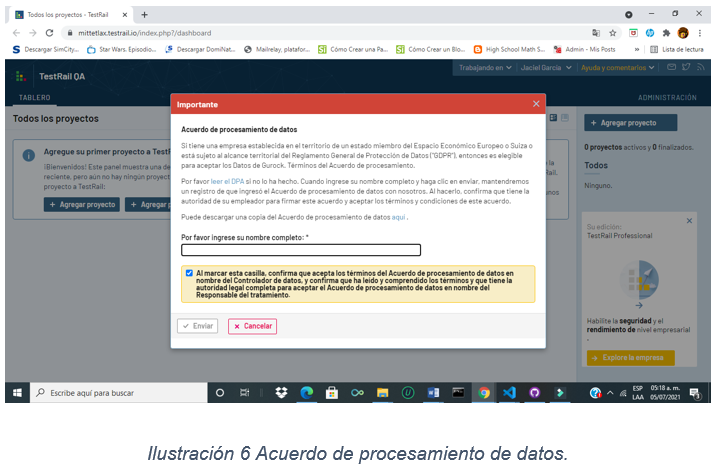 Todos los proyectos - TestRail
mittetlax.testrail.io/index.php?/dashboard
Descargar SimCity... Star Wars. Episodio... Descargar DomiNat... Mailrelay, platafor... Cómo Crear una Pa... Cómo Crear un Blo... High School Math S... Admin - Mis Posts » Lista de lectura
TestRail QA
Trabajando en Jaciel García Ayuda y comentarios
TABLERO
ADMINISTRACIÓN
Todos los proyectos
Agregue su primer proyecto a TestR
¡Bienvenidos! Este panel muestra una de
reciente, pero aún no hay ningún proyect
proyecto a TestRail:
+ Agregar proyecto
+ Agregar p
Importante
Acuerdo de procesamiento de datos
Si tiene una empresa establecida en el territorio de un estado miembro del Espacio Económico Europeo o Suiza o
está sujeto al alcance territorial del Reglamento General de Protección de Datos ("GDPR"), entonces es elegible
para aceptar los Datos de Gurock. Términos del Acuerdo de procesamiento.
Por favor leer el DPA si no lo ha hecho. Cuando ingrese su nombre completo y haga clic en enviar, mantendremos
un registro de que ingresó el Acuerdo de procesamiento de datos con nosotros. Al hacerlo, confirma que tiene la
autoridad de su empleador para firmar este acuerdo y aceptar los términos y condiciones de este acuerdo.
Puede descargar una copia del Acuerdo de procesamiento de datos aquí .
Por favor ingrese su nombre completo: *
Al marcar esta casilla, confirma que acepta los términos del Acuerdo de procesamiento de datos en
nombre del Controlador de datos, y confirma que ha leído y comprendido los términos y que tiene la
autoridad legal completa para aceptar el Acuerdo de procesamiento de datos en nombre del
Responsable del tratamiento.
Enviar
Cancelar
+ Agregar proyecto
0 proyectos activos y 0 finalizados.
Todos
Ninguno.
Su edición:
TestRail Professional
Habilite la seguridad y el
rendimiento de nivel empresarial
.
Explore la empresa
Escribe aquí para buscar
ESP
LAA
05:18 a. m.
05/07/2021
Ilustración 6 Acuerdo de procesamiento de datos.